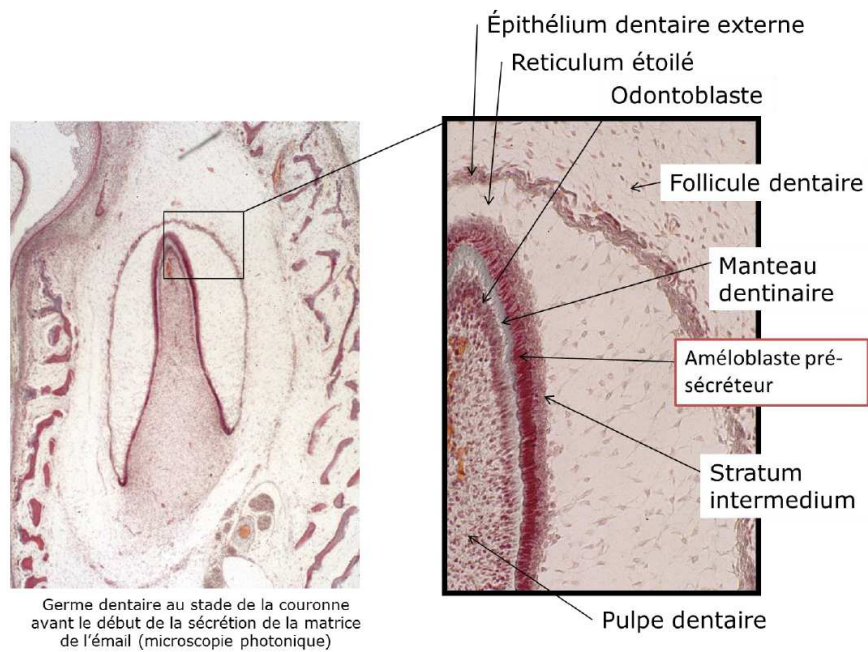 Épithélium dentaire externe
Reticulum étoilé
Odontoblaste
Follicule dentaire
Manteau
dentinaire
Améloblaste pré-
sécréteur
Stratum
intermedium
Pulpe dentaire
Germe dentaire au stade de la couronne
avant le début de la sécrétion de la matrice
de l'émail (microscopie photonique)